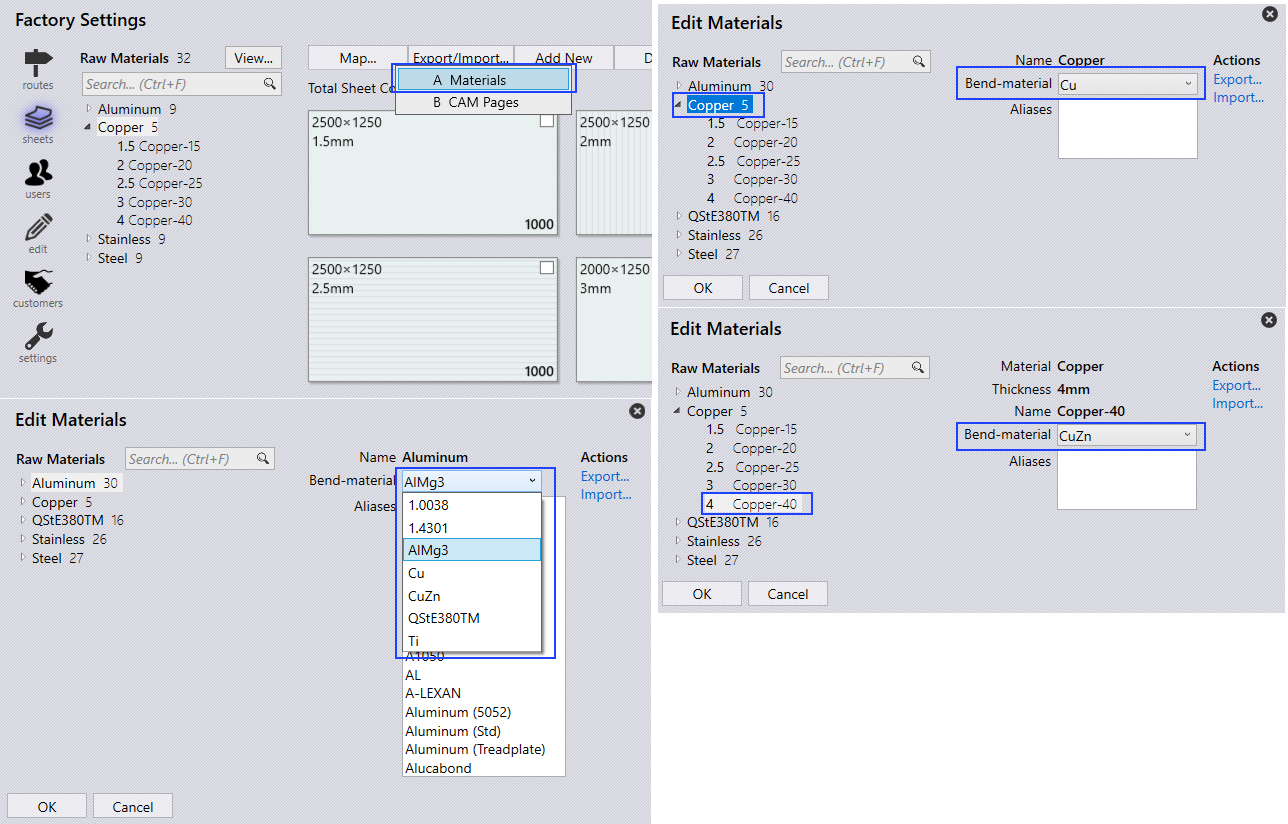 Factory Settings
routes
sheets
users
edit
customers
settings
Raw Materials 32
View...
Search... (Ctrl+F)
Aluminum 9
Copper 5
1.5 Copper-15
2 Copper-20
2.5 Copper-25
3 Copper-30
4 Copper-40
Stainless 9
Steel 9
Map...
Export/Import...
Add New
D
Total Sheet Co
A Materials
B CAM Pages
2500×1250
1.5mm
1000
2500×1250
2mm
2500×1250
2.5mm
1000
2000×1250
3mm
Edit Materials
Raw Materials
Search... (Ctrl+F)
Aluminum 30
Copper 5
QStE380TM 16
Stainless 26
Steel 27
Name Aluminum
Bend-material AlMg3
Aliases
1.0038
1.4301
AlMg3
Cu
CuZn
QStE380TM
Ti
A1050
AL
A-LEXAN
Aluminum (5052)
Aluminum (Std)
Aluminum (Treadplate)
Alucabond
Actions
Export...
Import...
OK
Cancel
Edit Materials
Raw Materials
Search... (Ctrl+F)
Aluminum 30
Copper 5
1.5 Copper-15
2 Copper-20
2.5 Copper-25
3 Copper-30
4 Copper-40
QStE380TM 16
Stainless 26
Steel 27
Name Copper
Bend-material Cu
Aliases
Actions
Export...
Import...
OK
Cancel
Edit Materials
Raw Materials
Search... (Ctrl+F)
Aluminum 30
Copper 5
1.5 Copper-15
2 Copper-20
2.5 Copper-25
3 Copper-30
4 Copper-40
QStE380TM 16
Stainless 26
Steel 27
Material Copper
Thickness 4mm
Name Copper-40
Bend-material CuZn
Aliases
Actions
Export...
Import...
OK
Cancel